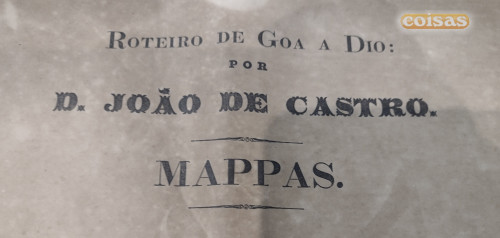 coisas
ROTEIRO DE GOA A DIO:
POR
D. JOÃO DE CASTRO.
MAPPAS.